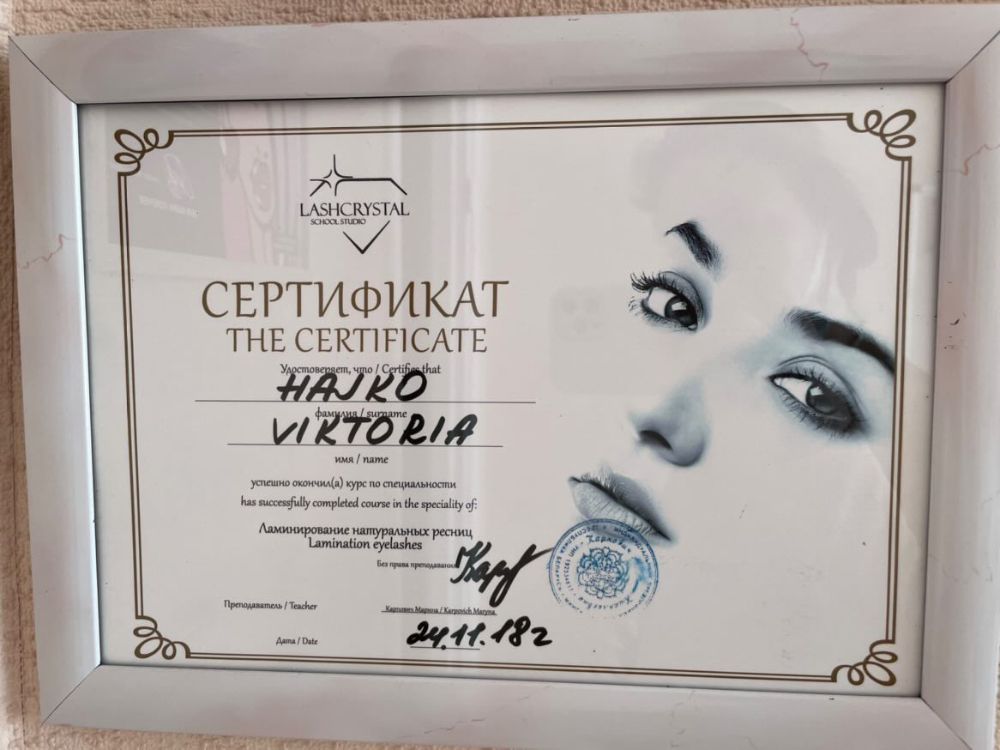 LASHCRYSTAL
SCHOOL STUDIO
СЕРТИФИКАТ
THE CERTIFICATE
Удостоверяет, что / Certifies that
HAJKO
фамилия / surname
VIKTORIA
имя / name
успешно окончил(а) курс по специальности
has successfully completed course in the speciality of:
Ламинирование натуральных ресниц
Lamination eyelashes
Без права преподавания
Преподаватель / Teacher
Карпович Марина / Karpovich Maryna
Дата / Date
24.11.18г